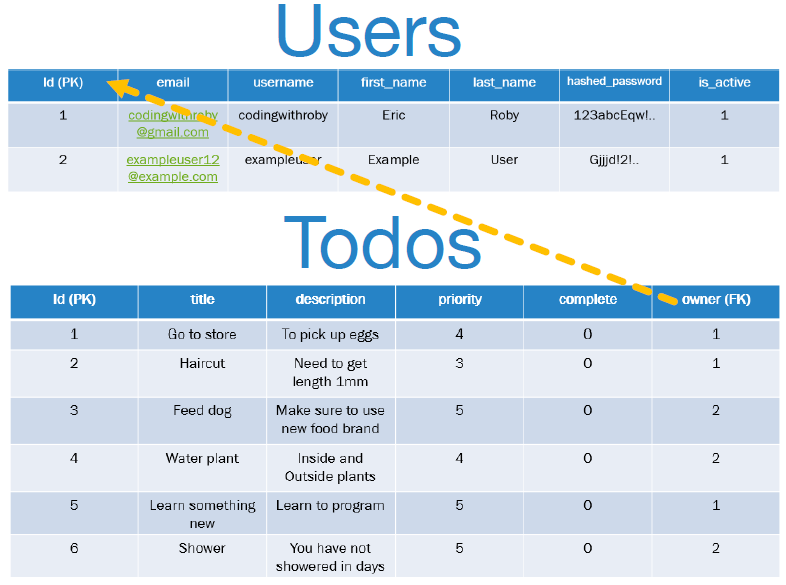 Users
Id (PK) email username first_name last_name hashed_password is_active
1 codingwithroby codingwithroby Eric Roby 123abcEqw!.. 1
@gmail.com
2 exampleuser12 exampleuser Example User Gjjjd!2!.. 1
@example.com
Todos
Id (PK) title description priority complete owner (FK)
1 Go to store To pick up eggs 4 0 1
2 Haircut Need to get 3 0 1
length 1mm
3 Feed dog Make sure to use 5 0 2
new food brand
4 Water plant Inside and 4 0 2
Outside plants
5 Learn something Learn to program 5 0 1
new
6 Shower You have not 5 0 2
showered in days